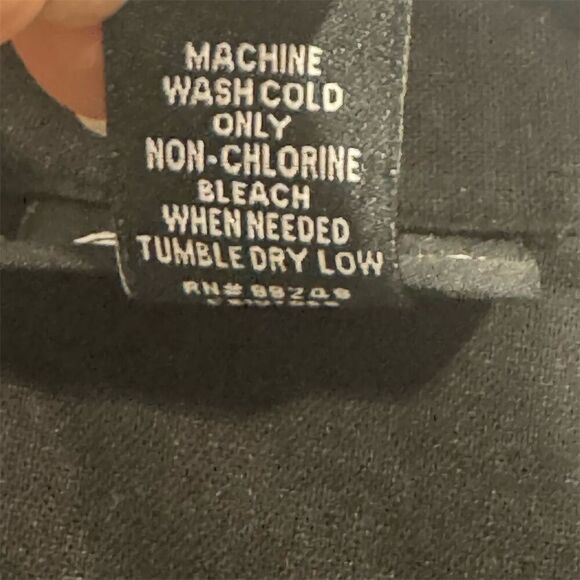 MACHINE
WASH COLD
ONLY
NON-CHLORINE
BLEACH
WHEN NEEDED
TUMBLE DRY LOW
RN#